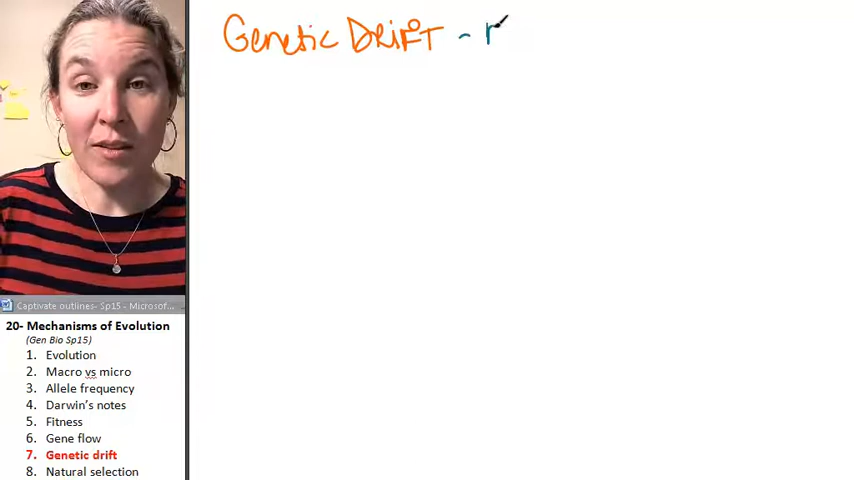 Genetic Drift - r
Captivate outlines- Sp15 - Microsof...
20- Mechanisms of Evolution
(Gen Bio Sp15)
1. Evolution
2. Macro vs micro
3. Allele frequency
4. Darwin's notes
5. Fitness
6. Gene flow
7. Genetic drift
8. Natural selection